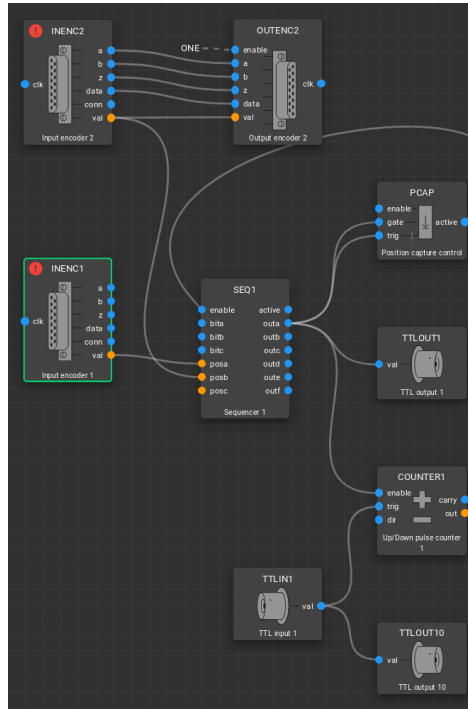 INENC2
!
a
b
z
data
conn
val
clk
Input encoder 2
ONE
OUTENC2
enable
a
b
z
data
val
clk
Output encoder 2
PCAP
enable
gate
trig
active
Position capture control
INENC1
!
a
b
z
data
conn
val
clk
Input encoder 1
SEQ1
enable active
bita outa
bitb outb
bitc outc
posa outd
posb oute
posc outf
Sequencer 1
TTLOUT1
val
TTL output 1
COUNTER1
enable
carry
trig
out
dir
Up/Down pulse counter
1
TTLIN1
val
TTL input 1
TTLOUT10
val
TTL output 10